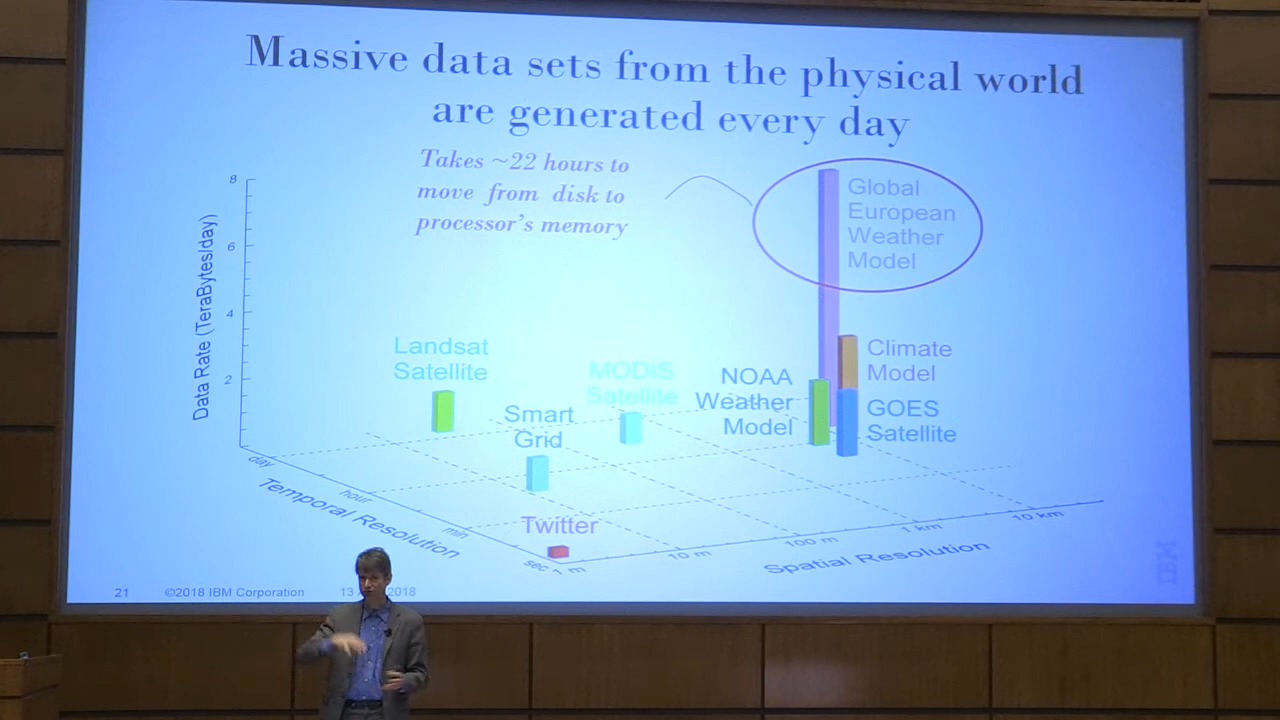 Massive data sets from the physical world
are generated every day
Takes ~22 hours to
move from disk to
processor's memory
8
6
4
2
Data Rate (TeraBytes/day)
Global
European
Weather
Model
Landsat
Satellite
MODIS
Satellite
Smart
Grid
NOAA
Weather
Model
Climate
Model
GOES
Satellite
Twitter
day
hour
min
sec
Temporal Resolution
1 m
10 m
100 m
1 km
10 km
Spatial Resolution
IBM
21
©2018 IBM Corporation
13
2018